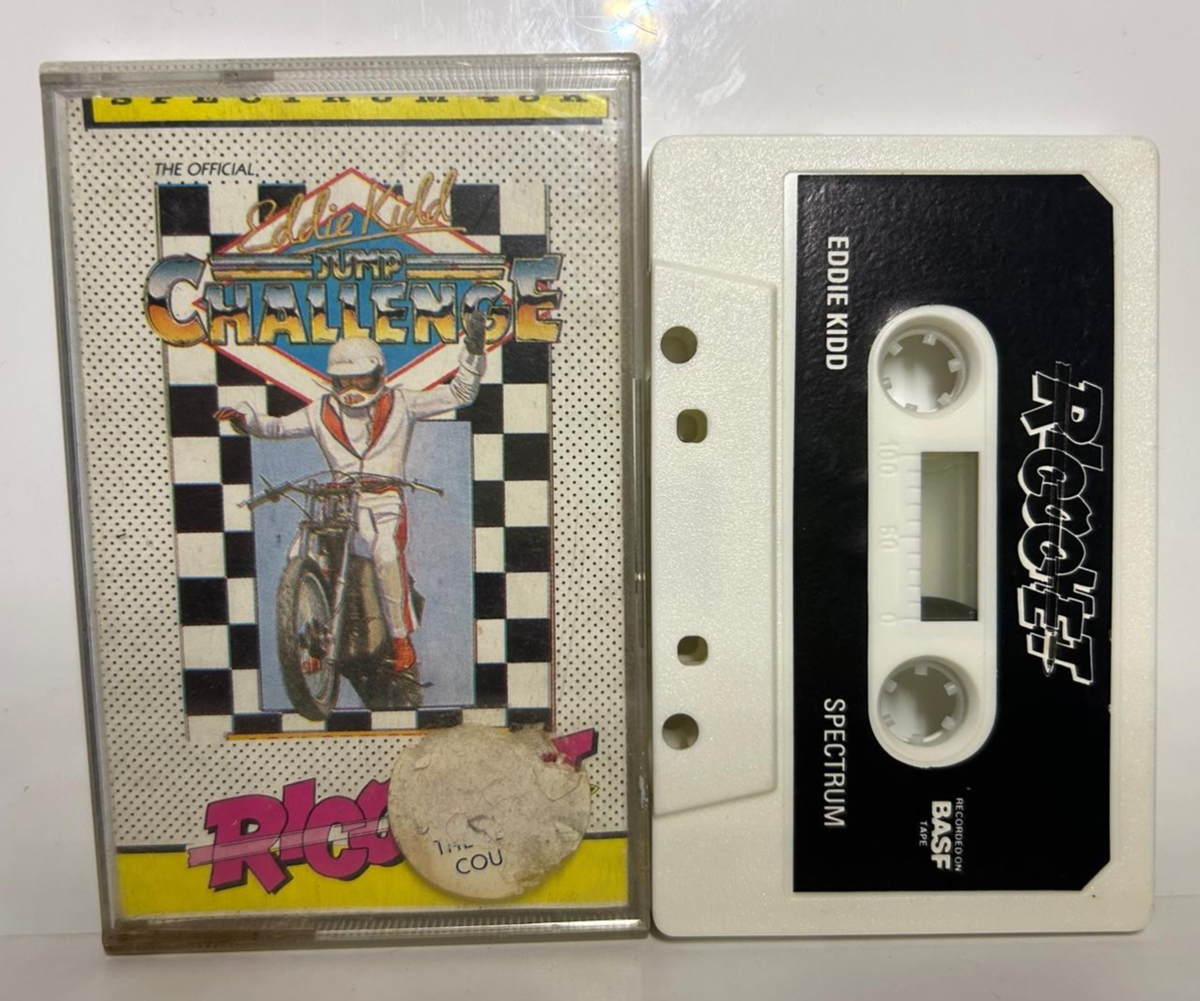 SPECTRUM 48K
THE OFFICIAL
Eddie Kidd
JUMP
CHALLENGE
COU
EDDIE KIDD
SPECTRUM
RICOCHET
100
50
0
RECORDED ON
BASF
TAPE